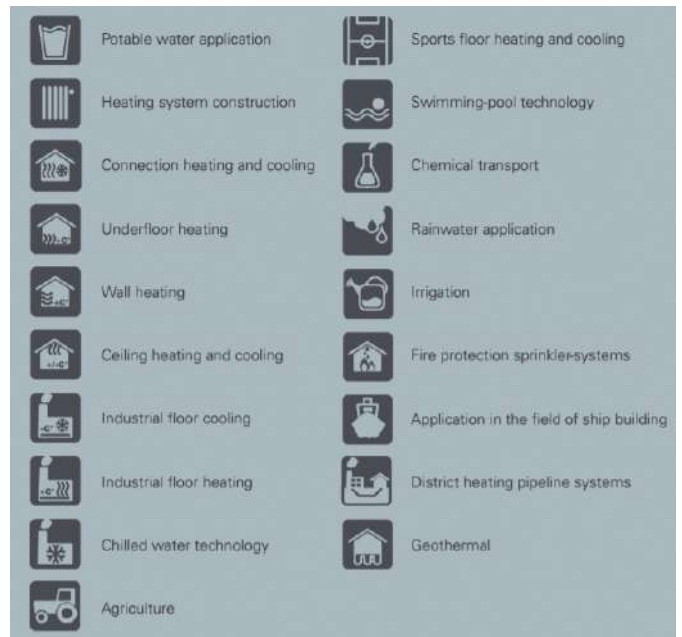 Potable water application
Heating system construction
Connection heating and cooling
Underfloor heating
Wall heating
Ceiling heating and cooling
Industrial floor cooling
Industrial floor heating
Chilled water technology
Agriculture
Sports floor heating and cooling
Swimming-pool technology
Chemical transport
Rainwater application
Irrigation
Fire protection sprinkler-systems
Application in the field of ship building
District heating pipeline systems
Geothermal